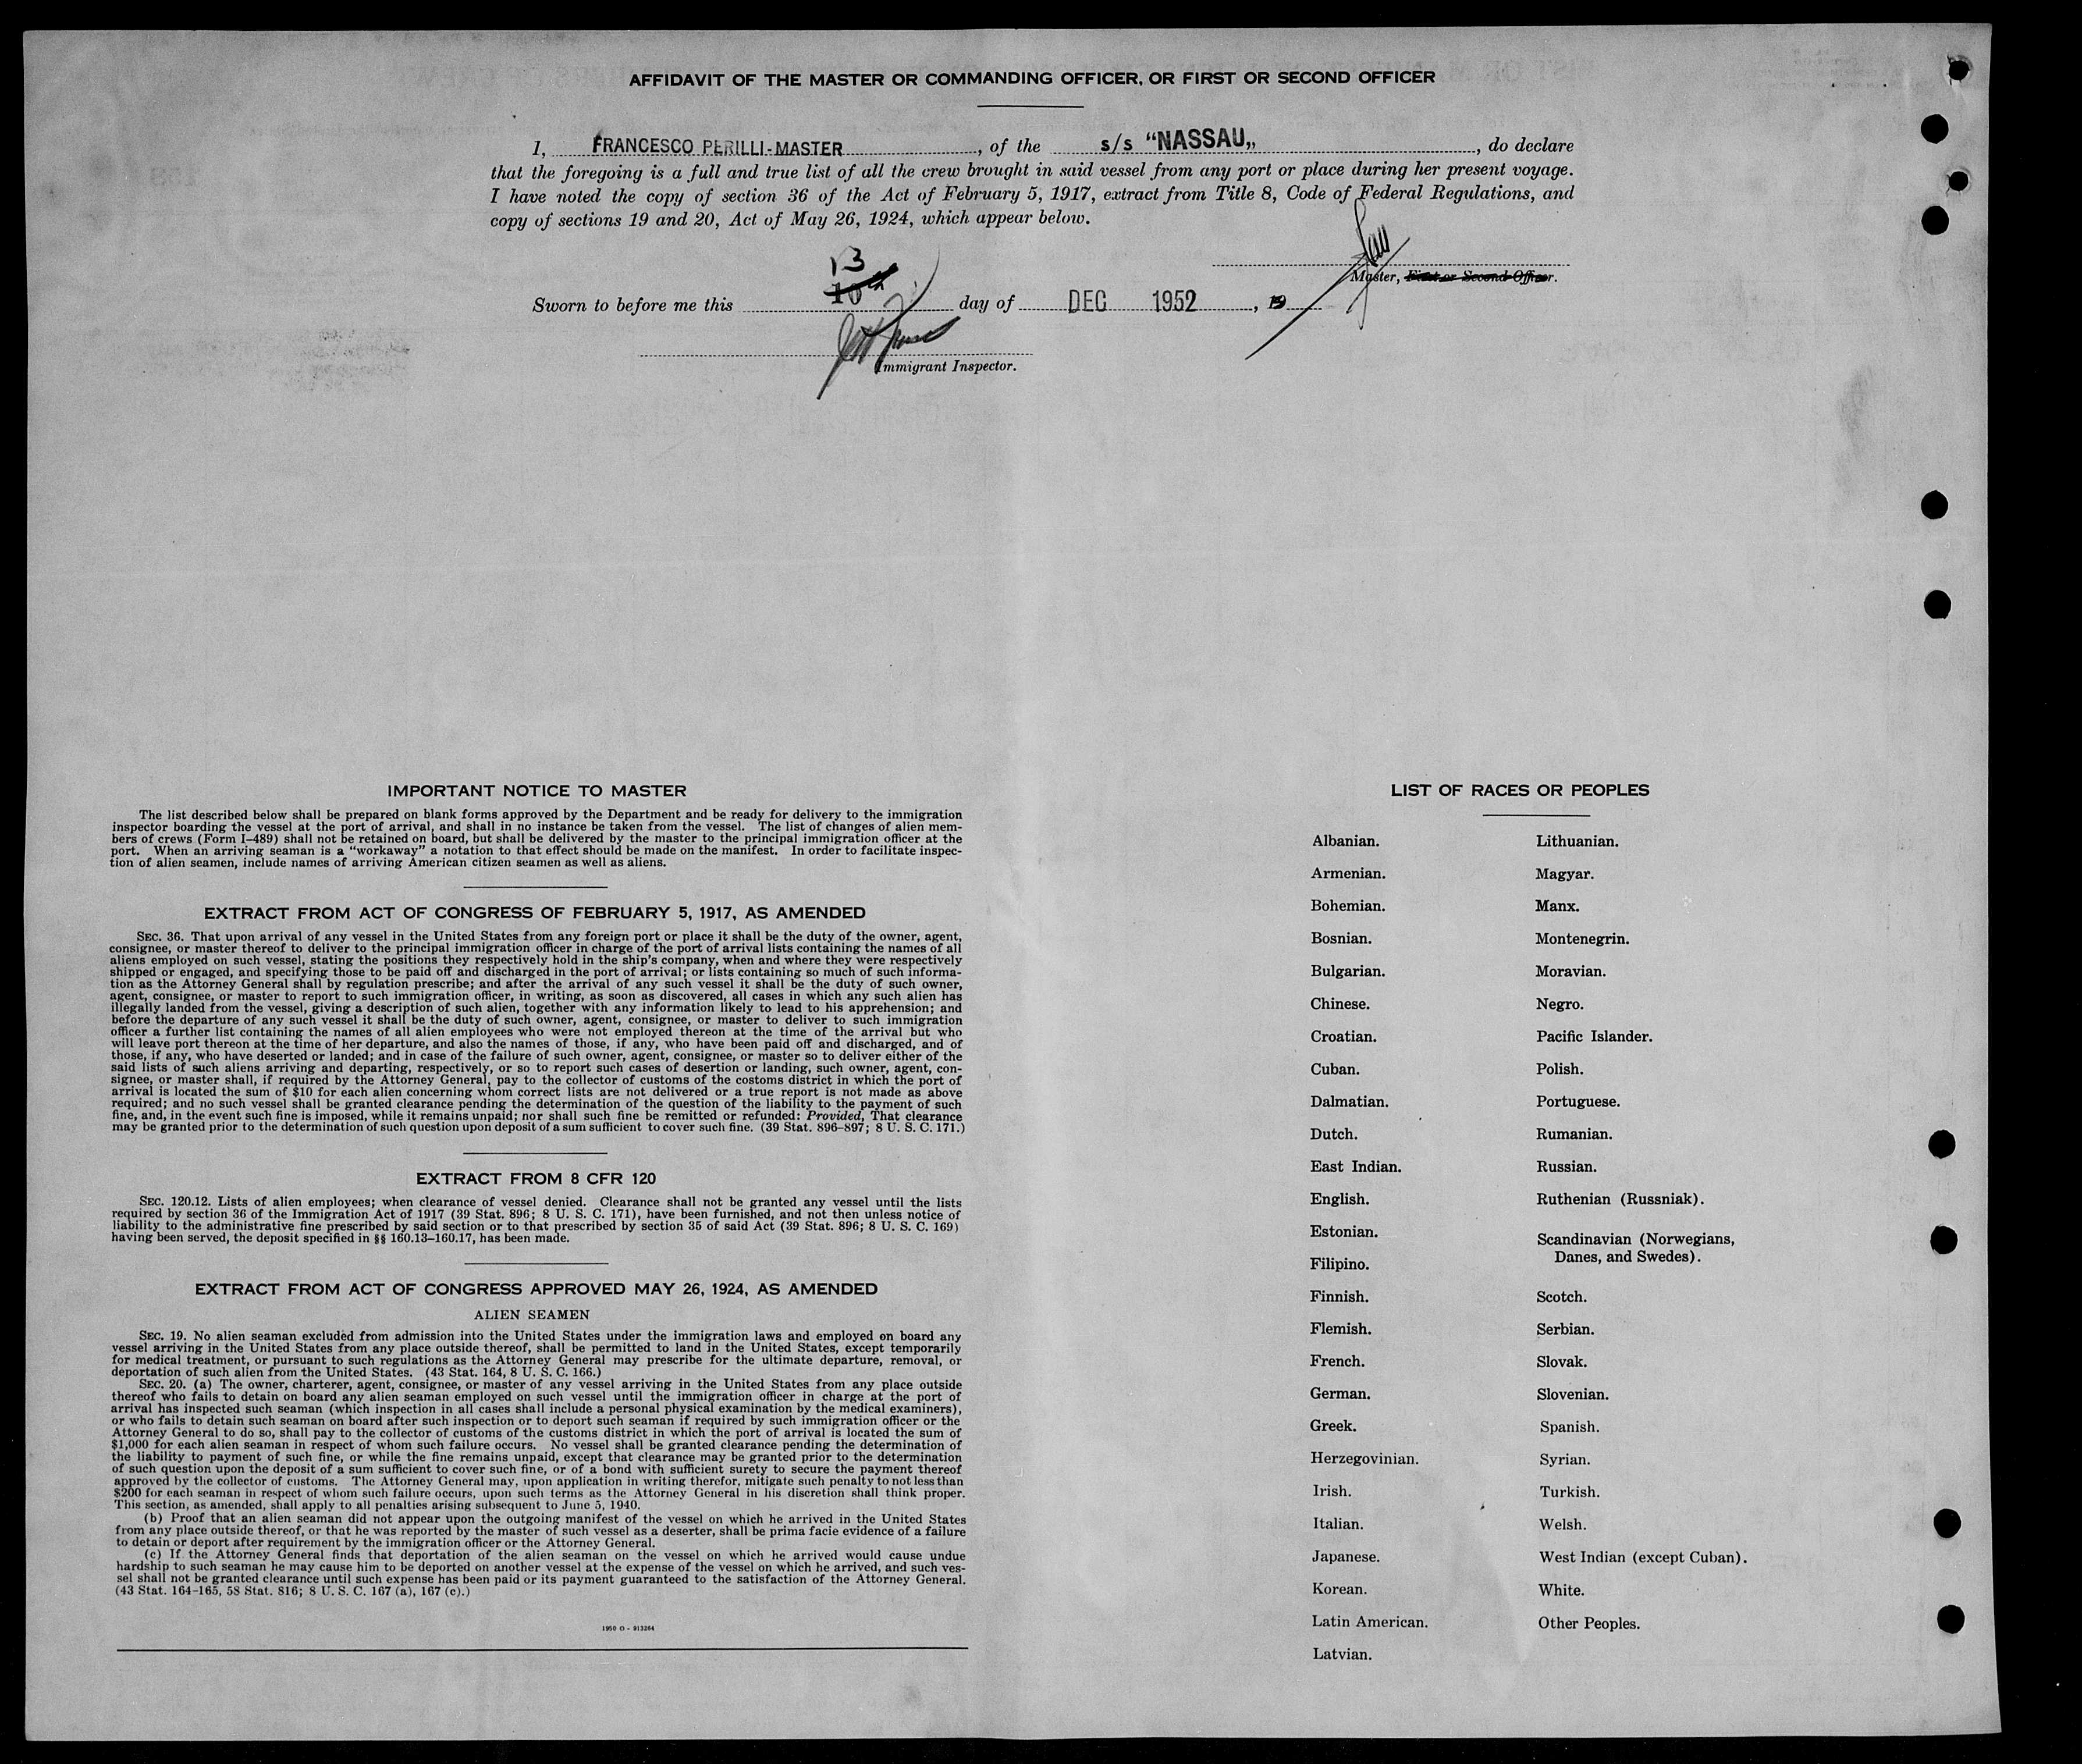 AFFIDAVIT OF THE MASTER OR COMMANDING OFFICER, OR FIRST OR SECOND OFFICER
I, FRANCESCO PERILLI-MASTER, of the s/s “NASSAU„, do declare
that the foregoing is a full and true list of all the crew brought in said vessel from any port or place during her present voyage.
I have noted the copy of section 36 of the Act of February 5, 1917, extract from Title 8, Code of Federal Regulations, and
copy of sections 19 and 20, Act of May 26, 1924, which appear below.
13
Master, First or Second Officer.
10th
Sworn to before me this day of DEC 1952, 19
Immigrant Inspector.
IMPORTANT NOTICE TO MASTER
The list described below shall be prepared on blank forms approved by the Department and be ready for delivery to the immigration
inspector boarding the vessel at the port of arrival, and shall in no instance be taken from the vessel. The list of changes of alien mem-
bers of crews (Form I-489) shall not be retained on board, but shall be delivered by the master to the principal immigration officer at the
port. When an arriving seaman is a “workaway” a notation to that effect should be made on the manifest. In order to facilitate inspec-
tion of alien seamen, include names of arriving American citizen seamen as well as aliens.
EXTRACT FROM ACT OF CONGRESS OF FEBRUARY 5, 1917, AS AMENDED
SEC. 36. That upon arrival of any vessel in the United States from any foreign port or place it shall be the duty of the owner, agent,
consignee, or master thereof to deliver to the principal immigration officer in charge of the port of arrival lists containing the names of all
aliens employed on such vessel, stating the positions they respectively hold in the ship's company, when and where they were respectively
shipped or engaged, and specifying those to be paid off and discharged in the port of arrival; or lists containing so much of such informa-
tion as the Attorney General shall by regulation prescribe; and after the arrival of any such vessel it shall be the duty of such owner,
agent, consignee, or master to report to such immigration officer, in writing, as soon as discovered, all cases in which any such alien has
illegally landed from the vessel, giving a description of such alien, together with any information likely to lead to his apprehension; and
before the departure of any such vessel it shall be the duty of such owner, agent, consignee, or master to deliver to such immigration
officer a further list containing the names of all alien employees who were not employed thereon at the time of the arrival but who
will leave port thereon at the time of her departure, and also the names of those, if any, who have been paid off and discharged, and of
those, if any, who have deserted or landed; and in case of the failure of such owner, agent, consignee, or master so to deliver either of the
said lists of such aliens arriving and departing, respectively, or so to report such cases of desertion or landing, such owner, agent, con-
signee, or master shall, if required by the Attorney General, pay to the collector of customs of the costoms district in which the port of
arrival is located the sum of $10 for each alien concerning whom correct lists are not delivered or a true report is not made as above
required; and no such vessel shall be granted clearance pending the determination of the question of the liability to the payment of such
fine, and, in the event such fine is imposed, while it remains unpaid; nor shall such fine be remitted or refunded: Provided, That clearance
may be granted prior to the determination of such question upon deposit of a sum sufficient to cover such fine. (39 Stat. 896-897; 8 U. S. C. 171.)
EXTRACT FROM 8 CFR 120
SEC. 120.12. Lists of alien employees; when clearance of vessel denied. Clearance shall not be granted any vessel until the lists
required by section 36 of the Immigration Act of 1917 (39 Stat. 896; 8 U. S. C. 171), have been furnished, and not then unless notice of
liability to the administrative fine prescribed by said section or to that prescribed by section 35 of said Act (39 Stat. 896; 8 U. S. C. 169)
having been served, the deposit specified in §§ 160.13-160.17, has been made.
EXTRACT FROM ACT OF CONGRESS APPROVED MAY 26, 1924, AS AMENDED
ALIEN SEAMEN
SEC. 19. No alien seaman excluded from admission into the United States under the immigration laws and employed on board any
vessel arriving in the United States from any place outside thereof, shall be permitted to land in the United States, except temporarily
for medical treatment, or pursuant to such regulations as the Attorney General may prescribe for the ultimate departure, removal, or
deportation of such alien from the United States. (43 Stat. 164, 8 U. S. C. 166.)
SEC. 20. (a) The owner, charterer, agent, consignee, or master of any vessel arriving in the United States from any place outside
thereof who fails to detain on board any alien seaman employed on such vessel until the immigration officer in charge at the port of
arrival has inspected such seaman (which inspection in all cases shall include a personal physical examination by the medical examiners),
or who fails to detain such seaman on board after such inspection or to deport such seaman if required by such immigration officer or the
Attorney General to do so, shall pay to the collector of customs of the customs district in which the port of arrival is located the sum of
$1,000 for each alien seaman in respect of whom such failure occurs. No vessel shall be granted clearance pending the determination of
the liability to payment of such fine, or while the fine remains unpaid, except that clearance may be granted prior to the determination
of such question upon the deposit of a sum sufficient to cover such fine, or of a bond with sufficient surety to secure the payment thereof
approved by the collector of customs. The Attorney General may, upon application in writing therefor, mitigate such penalty to not less than
$200 for each seaman in respect of whom such failure occurs, upon such terms as the Attorney General in his discretion shall think proper.
This section, as amended, shall apply to all penalties arising subsequent to June 5, 1940.
(b) Proof that an alien seaman did not appear upon the outgoing manifest of the vessel on which he arrived in the United States
from any place outside thereof, or that he was reported by the master of such vessel as a deserter, shall be prima facie evidence of a failure
to detain or deport after requirement by the immigration officer or the Attorney General.
(c) If the Attorney General finds that deportation of the alien seaman on the vessel on which he arrived would cause undue
hardship to such seaman he may cause him to be deported on another vessel at the expense of the vessel on which he arrived, and such ves-
sel shall not be granted clearance until such expense has been paid or its payment guaranteed to the satisfaction of the Attorney General.
(43 Stat. 164-165, 58 Stat. 816; 8 U. S. C. 167 (a), 167 (c).)
1950 O - 913264
LIST OF RACES OR PEOPLES
Albanian.
Armenian.
Bohemian.
Bosnian.
Bulgarian.
Chinese.
Croatian.
Cuban.
Dalmatian.
Dutch.
East Indian.
English.
Estonian.
Filipino.
Finnish.
Flemish.
French.
German.
Greek.
Herzegovinian.
Irish.
Italian.
Japanese.
Korean.
Latin American.
Latvian.
Lithuanian.
Magyar.
Manx.
Montenegrin.
Moravian.
Negro.
Pacific Islander.
Polish.
Portuguese.
Rumanian.
Russian.
Ruthenian (Russniak).
Scandinavian (Norwegians,
Danes, and Swedes).
Scotch.
Serbian.
Slovak.
Slovenian.
Spanish.
Syrian.
Turkish.
Welsh.
West Indian (except Cuban).
White.
Other Peoples.